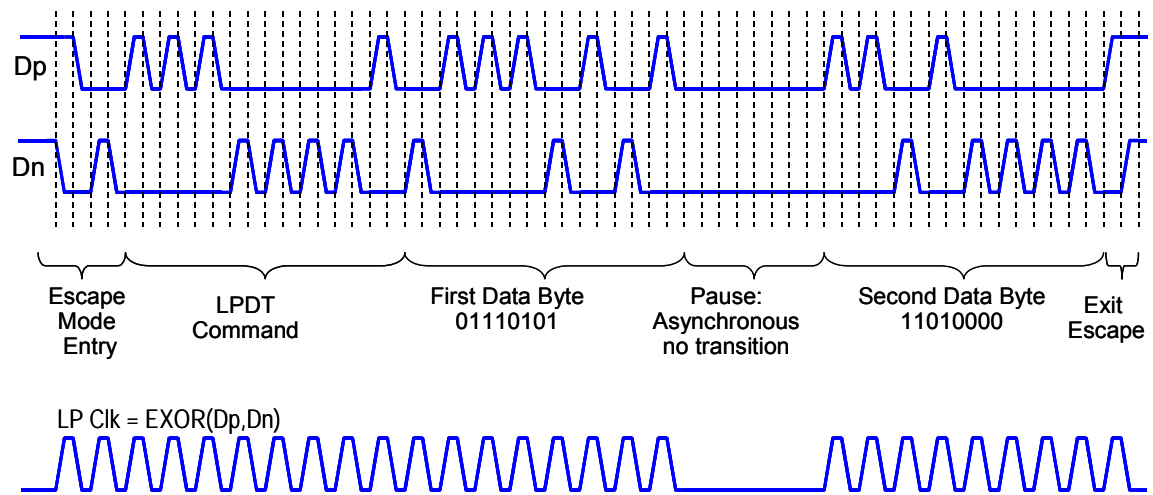 Dp
Dn
Escape
Mode
Entry
LPDT
Command
First Data Byte
01110101
Pause:
Asynchronous
no transition
Second Data Byte
11010000
Exit
Escape
LP Clk = EXOR(Dp,Dn)